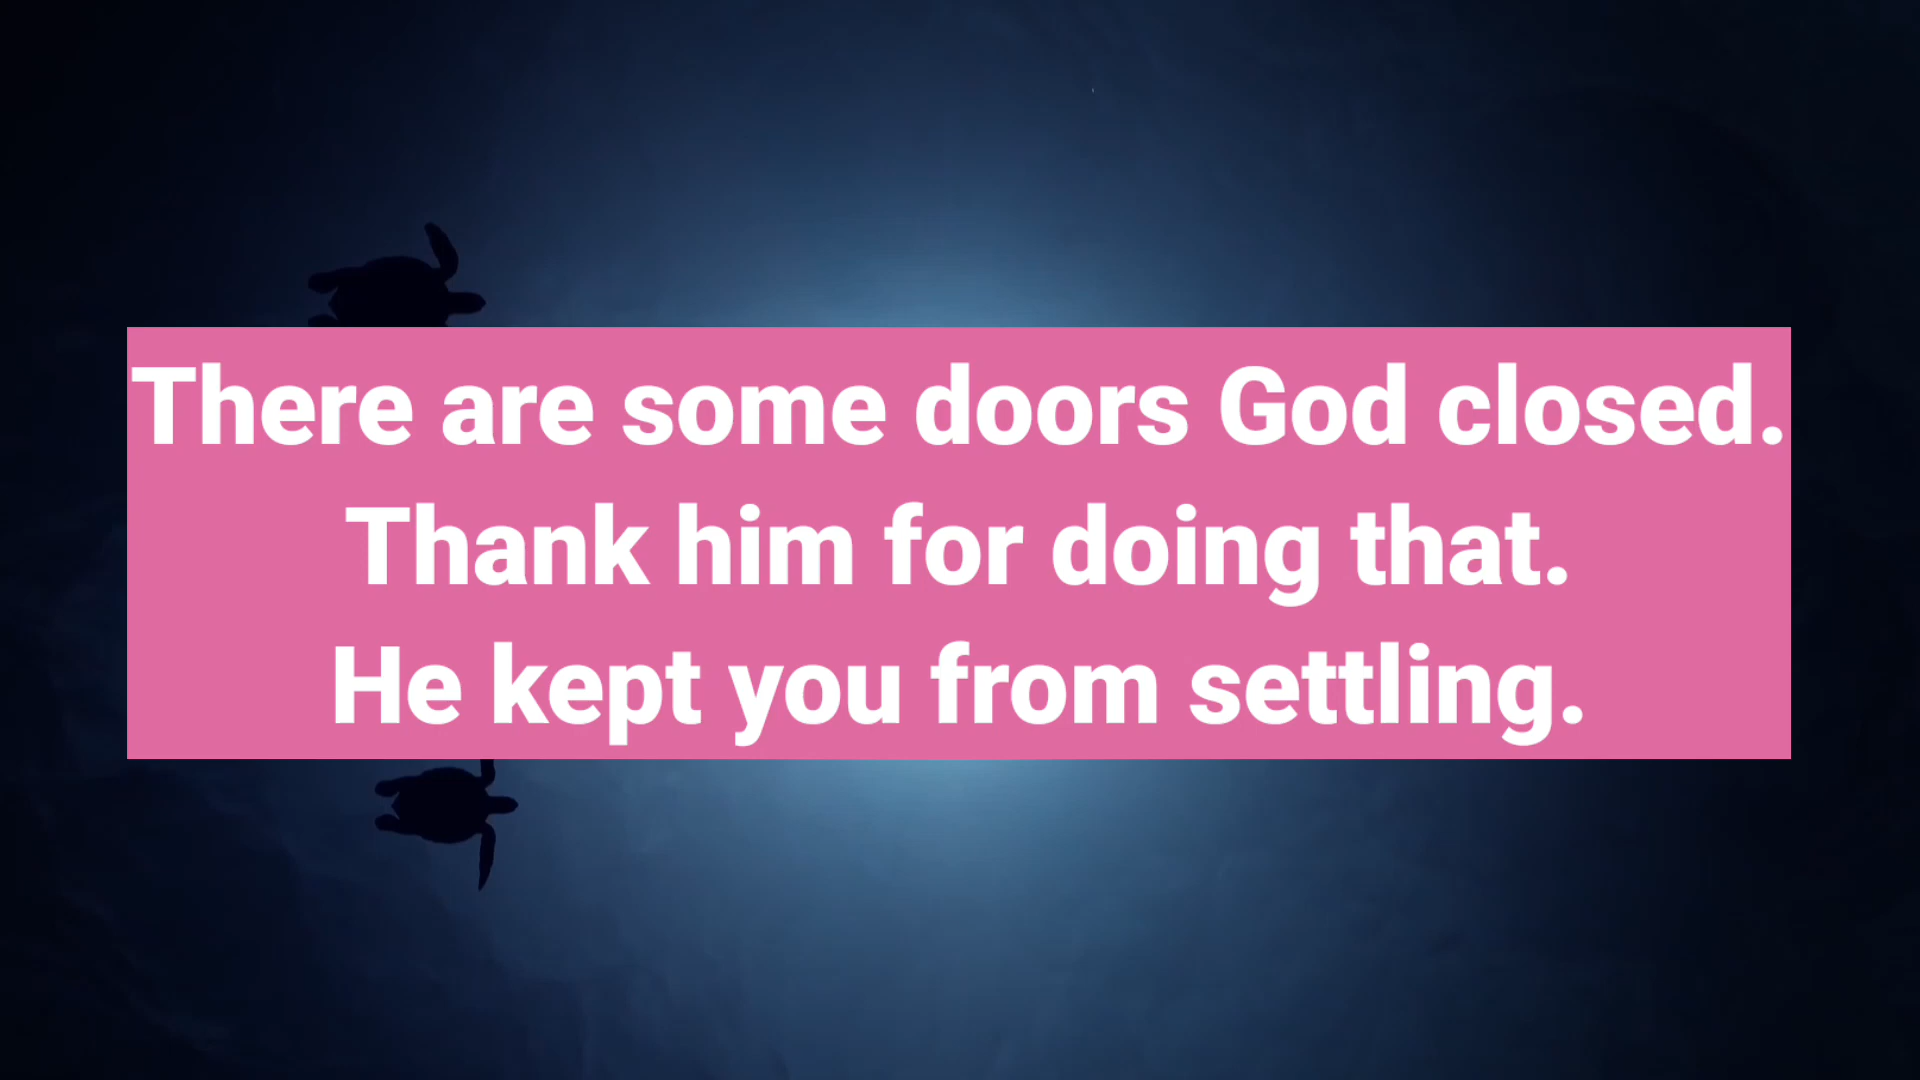 There are some doors God closed.
Thank him for doing that.
He kept you from settling.